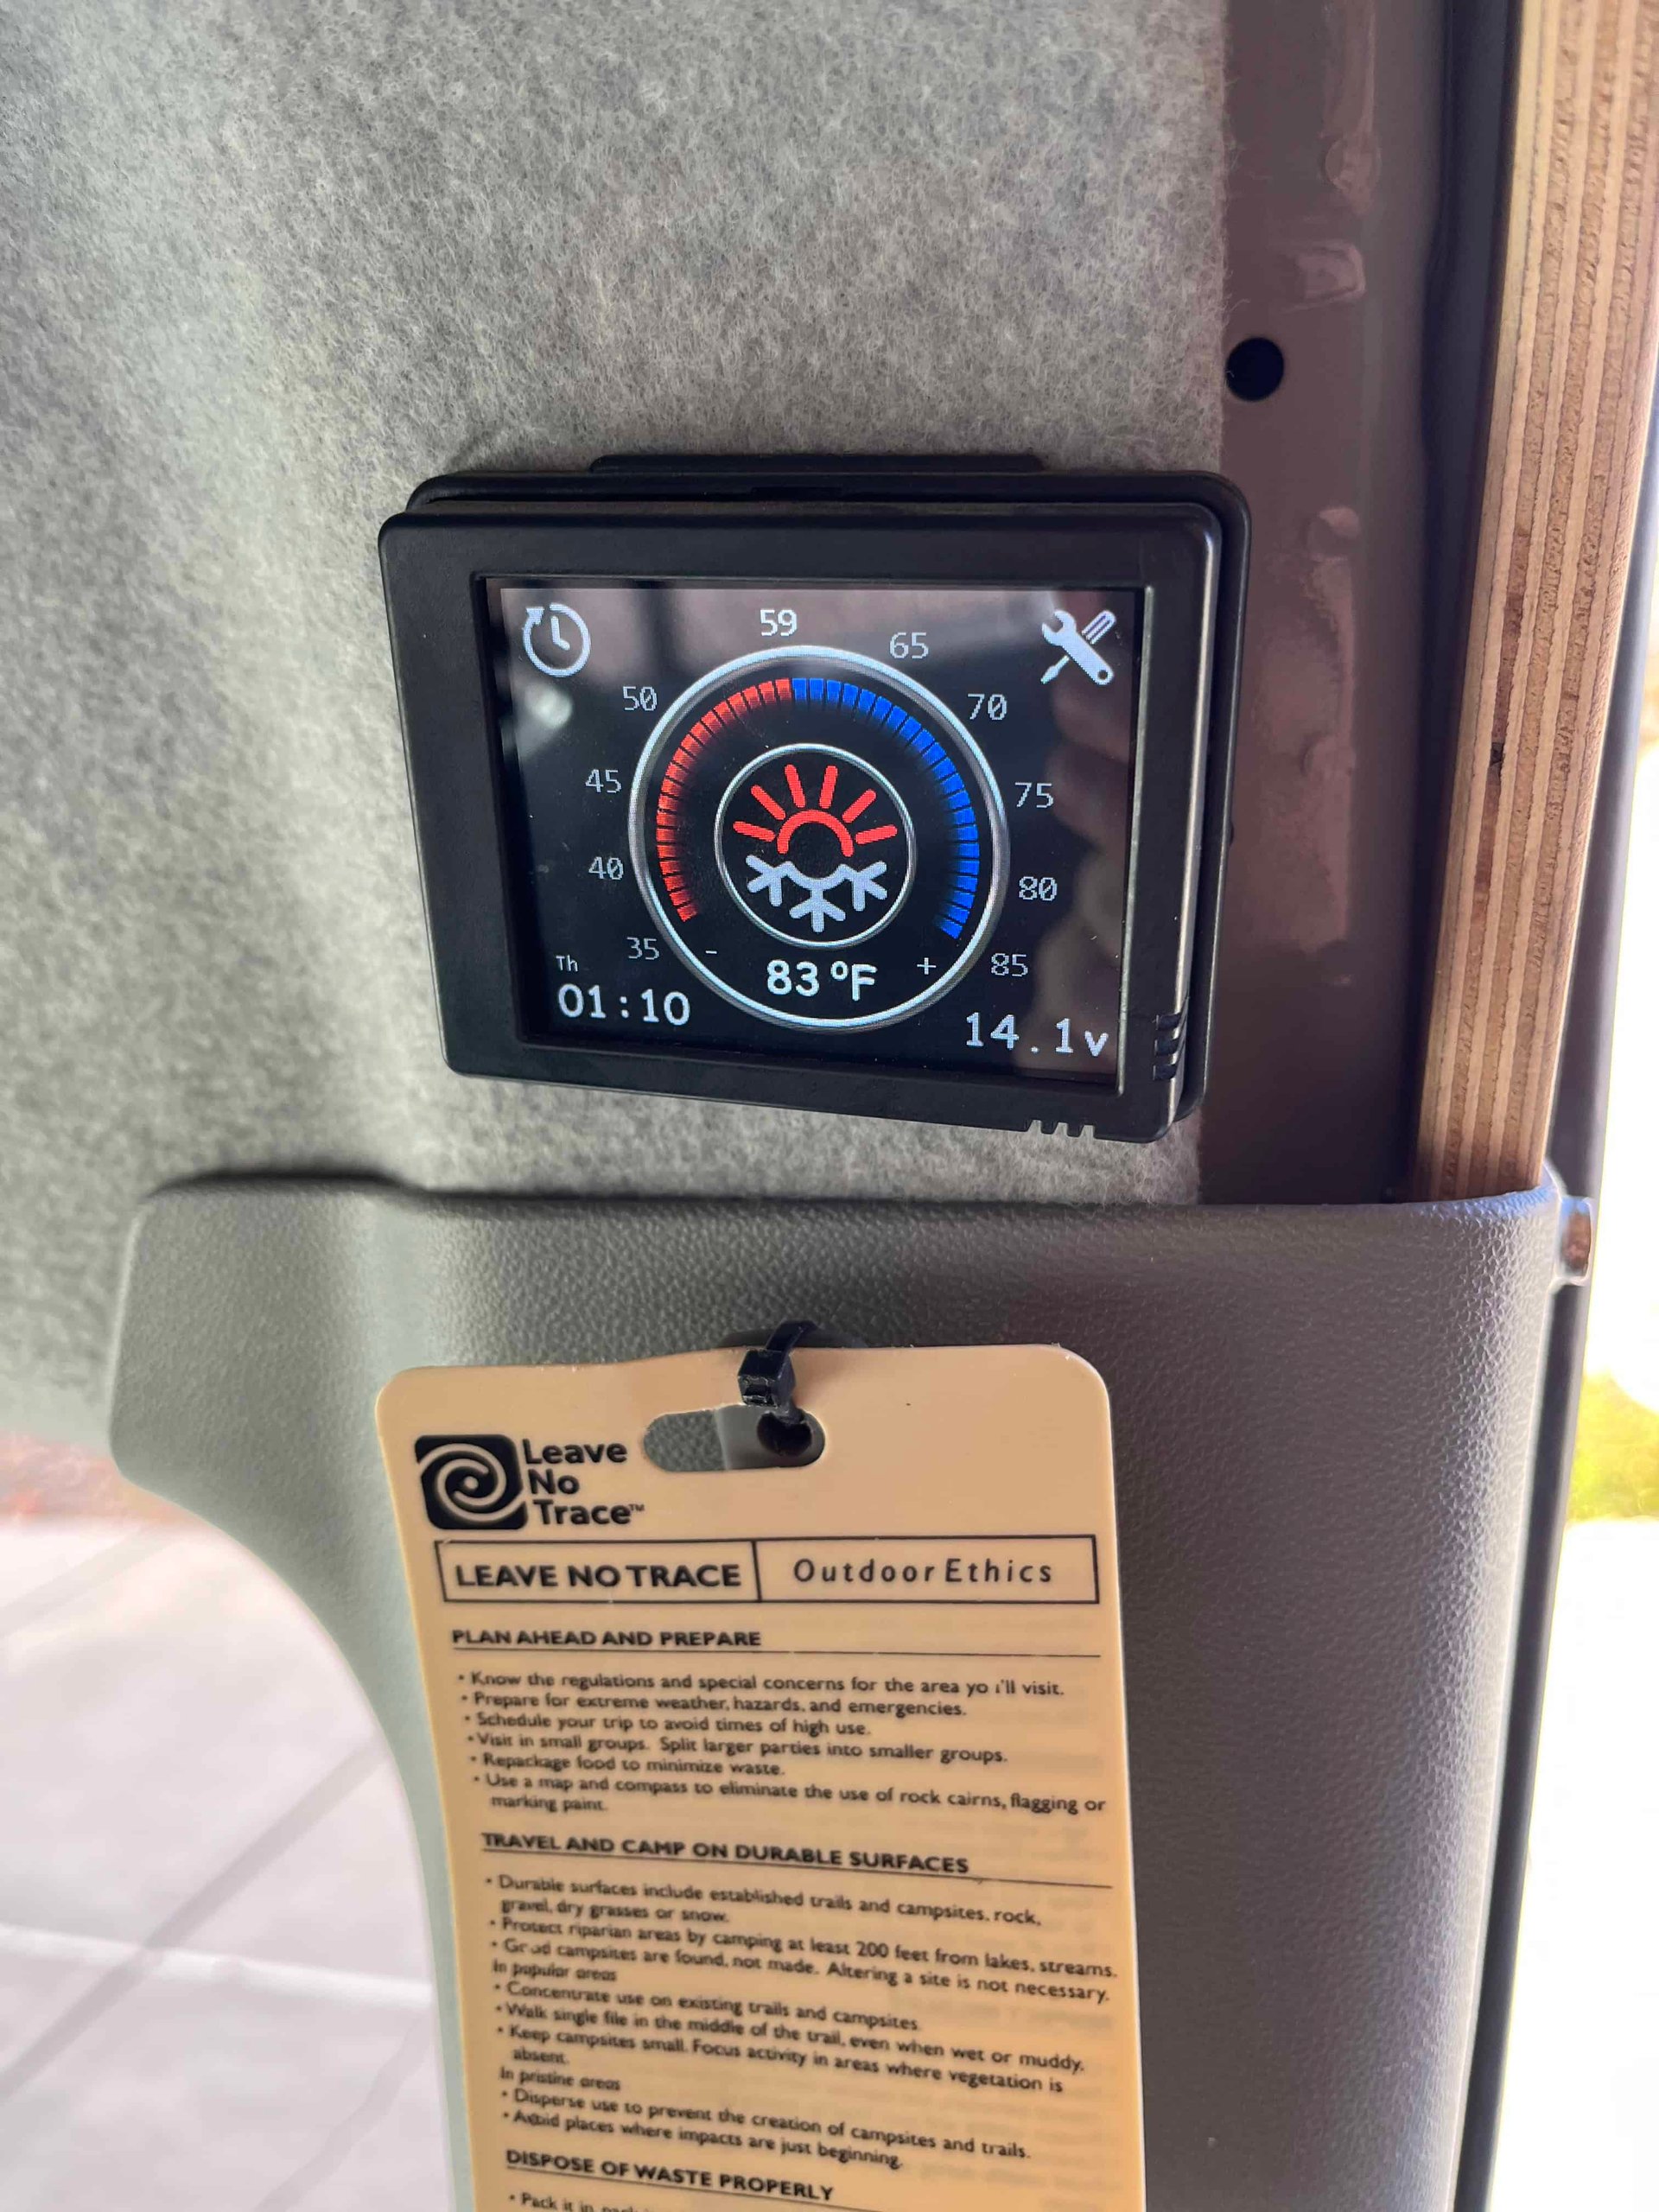 59
65
50
70
45
75
40
80
35
-
+
85
Th
83 °F
01:10
14.1v
Leave
No
Trace™
LEAVE NO TRACE
Outdoor Ethics
PLAN AHEAD AND PREPARE
• Know the regulations and special concerns for the area yo i'll visit.
• Prepare for extreme weather, hazards, and emergencies.
• Schedule your trip to avoid times of high use.
• Visit in small groups. Split larger parties into smaller groups.
• Repackage food to minimize waste.
• Use a map and compass to eliminate the use of rock cairns, flagging or
marking paint.
TRAVEL AND CAMP ON DURABLE SURFACES
• Durable surfaces include established trails and campsites, rock,
gravel, dry grasses or snow.
• Protect riparian areas by camping at least 200 feet from lakes, streams.
• Good campsites are found, not made. Altering a site is not necessary.
In popular areas
• Concentrate use on existing trails and campsites.
• Walk single file in the middle of the trail, even when wet or muddy.
• Keep campsites small. Focus activity in areas where vegetation is
absent.
In pristine areas
• Disperse use to prevent the creation of campsites and trails.
• Avoid places where impacts are just beginning.
DISPOSE OF WASTE PROPERLY
• Pack it in,